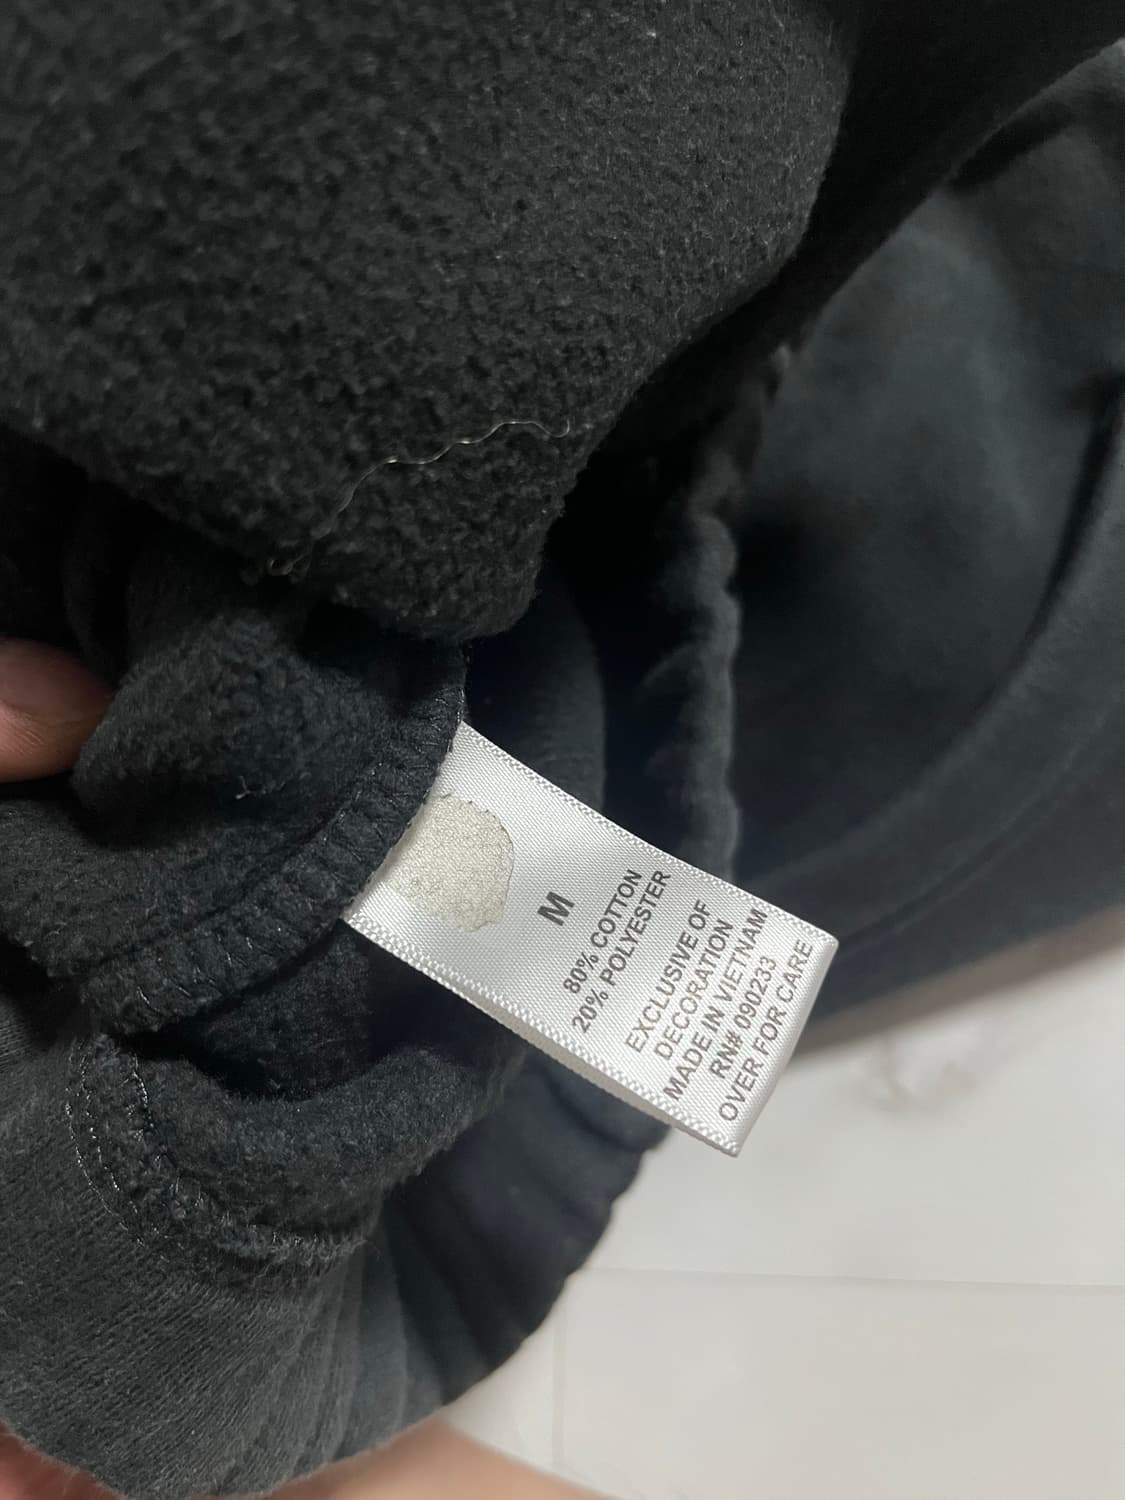 M
80% COTTON
20% POLYESTER
EXCLUSIVE OF
DECORATION
MADE IN VIETNAM
RN# 090233
OVER FOR CARE